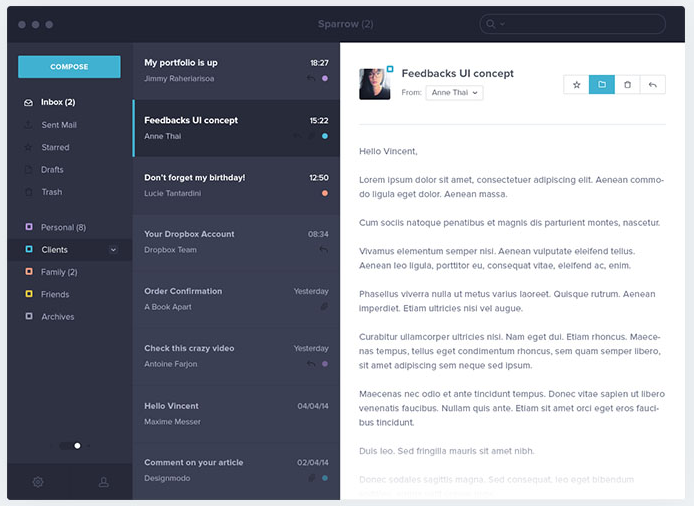 Sparrow (2)
COMPOSE
Inbox (2)
Sent Mail
Starred
Drafts
Trash
Personal (8)
Clients
Family (2)
Friends
Archives
My portfolio is up 18:27
Jimmy Raheriarisoa
Feedbacks UI concept 15:22
Anne Thai
Don't forget my birthday! 12:50
Lucie Tantardini
Your Dropbox Account 08:34
Dropbox Team
Order Confirmation Yesterday
A Book Apart
Check this crazy video Yesterday
Antoine Farjon
Hello Vincent 04/04/14
Maxime Messer
Comment on your article 02/04/14
Designmodo
Feedbacks UI concept
From: Anne Thai
Hello Vincent,
Lorem ipsum dolor sit amet, consectetuer adipiscing elit. Aenean commo-
do ligula eget dolor. Aenean massa.
Cum sociis natoque penatibus et magnis dis parturient montes, nascetur.
Vivamus elementum semper nisi. Aenean vulputate eleifend tellus.
Aenean leo ligula, porttitor eu, consequat vitae, eleifend ac, enim.
Phasellus viverra nulla ut metus varius laoreet. Quisque rutrum. Aenean
imperdiet. Etiam ultricies nisi vel augue.
Curabitur ullamcorper ultricies nisi. Nam eget dui. Etiam rhoncus. Maece-
nas tempus, tellus eget condimentum rhoncus, sem quam semper libero,
sit amet adipiscing sem neque sed ipsum.
Maecenas nec odio et ante tincidunt tempus. Donec vitae sapien ut libero
venenatis faucibus. Nullam quis ante. Etiam sit amet orci eget eros fauci-
bus tincidunt.
Duis leo. Sed fringilla mauris sit amet nibh.
Donec sodales sagittis magna. Sed consequat, leo eget bibendum